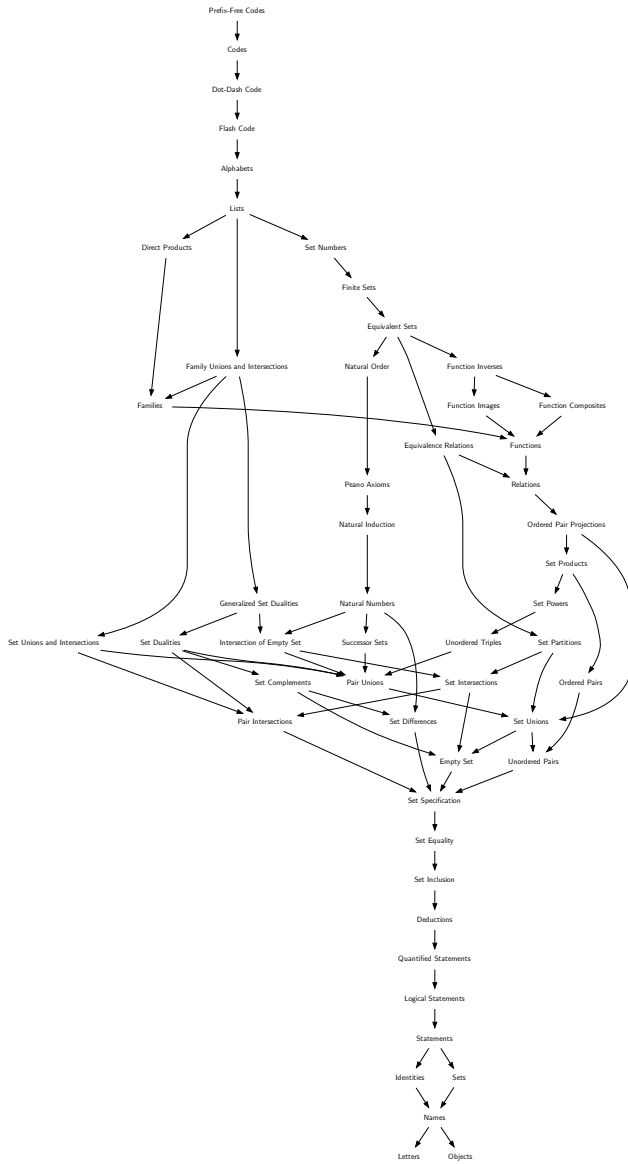 Prefix-Free Codes
Codes
Dot-Dash Code
Flash Code
Alphabets
Lists
Direct Products
Set Numbers
Finite Sets
Equivalent Sets
Family Unions and Intersections
Natural Order
Function Inverses
Families
Function Images
Function Composites
Equivalence Relations
Functions
Peano Axioms
Relations
Natural Induction
Ordered Pair Projections
Set Products
Generalized Set Dualities
Natural Numbers
Set Powers
Set Unions and Intersections
Set Dualities
Intersection of Empty Set
Successor Sets
Unordered Triples
Set Partitions
Set Complements
Pair Unions
Set Intersections
Ordered Pairs
Pair Intersections
Set Differences
Set Unions
Empty Set
Unordered Pairs
Set Specification
Set Equality
Set Inclusion
Deductions
Quantified Statements
Logical Statements
Statements
Identities
Sets
Names
Letters
Objects